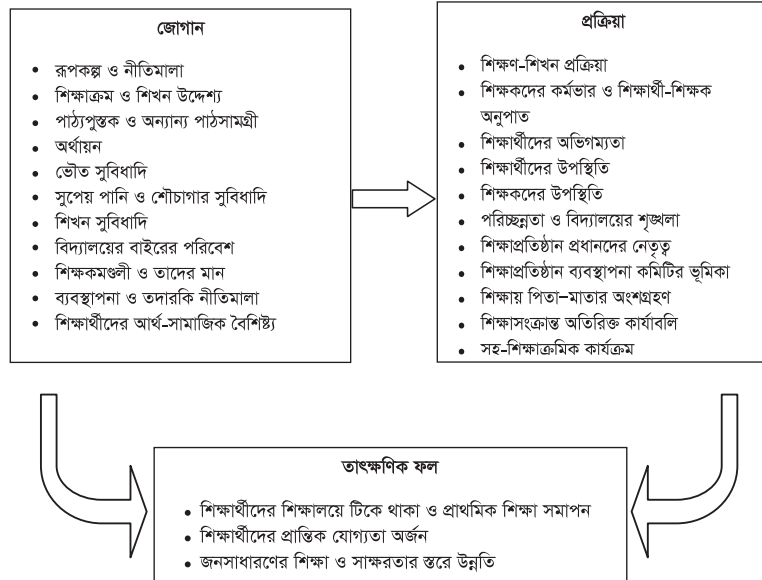 জোগান
• রূপকল্প ও নীতিমালা
• শিক্ষাক্রম ও শিখন উদ্দেশ্য
• পাঠ্যপুস্তক ও অন্যান্য পাঠসামগ্রী
• অর্থায়ন
• ভৌত সুবিধাদি
• সুপেয় পানি ও শৌচাগার সুবিধাদি
• শিখন সুবিধাদি
• বিদ্যালয়ের বাইরের পরিবেশ
• শিক্ষকমণ্ডলী ও তাদের মান
• ব্যবস্থাপনা ও তদারকি নীতিমালা
• শিক্ষার্থীদের আর্থ-সামাজিক বৈশিষ্ট্য
প্রক্রিয়া
• শিক্ষণ-শিখন প্রক্রিয়া
• শিক্ষকদের কর্মভার ও শিক্ষার্থী-শিক্ষক
অনুপাত
• শিক্ষার্থীদের অভিগম্যতা
• শিক্ষার্থীদের উপস্থিতি
• শিক্ষকদের উপস্থিতি
• পরিচ্ছন্নতা ও বিদ্যালয়ের শৃঙ্খলা
• শিক্ষাপ্রতিষ্ঠান প্রধানদের নেতৃত্ব
• শিক্ষাপ্রতিষ্ঠান ব্যবস্থাপনা কমিটির ভূমিকা
• শিক্ষায় পিতা–মাতার অংশগ্রহণ
• শিক্ষাসংক্রান্ত অতিরিক্ত কার্যাবলি
• সহ-শিক্ষাক্রমিক কার্যক্রম
তাৎক্ষণিক ফল
• শিক্ষার্থীদের শিক্ষালয়ে টিকে থাকা ও প্রাথমিক শিক্ষা সমাপন
• শিক্ষার্থীদের প্রান্তিক যোগ্যতা অর্জন
• জনসাধারণের শিক্ষা ও সাক্ষরতার স্তরে উন্নতি